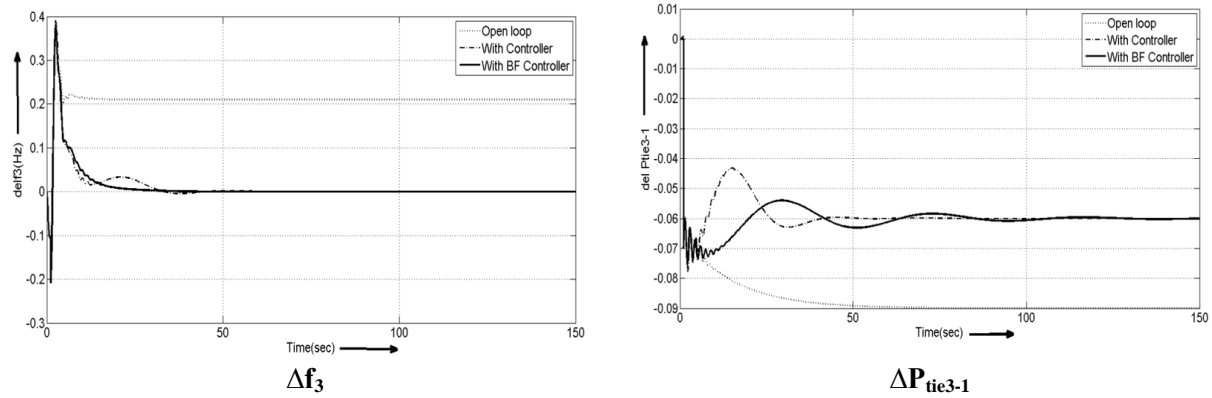 0.4
0.3
0.2
0.1
0
-0.1
-0.2
-0.3
delf3(Hz)
Open loop
With Controller
With BF Controller
0
50
100
150
Time(sec)
Δf3
0.01
0
-0.01
-0.02
-0.03
-0.04
-0.05
-0.06
-0.07
-0.08
-0.09
del Ptie3-1
Open loop
With Controller
With BF Controller
0
50
100
150
Time(sec)
ΔPtie3-1